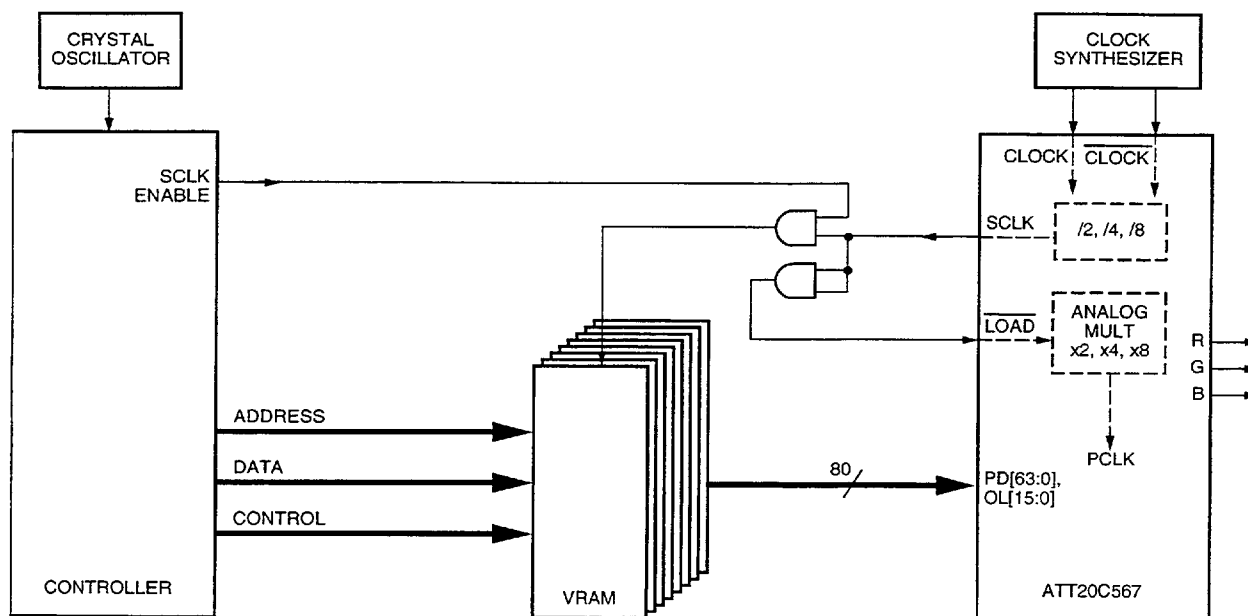 CRYSTAL
OSCILLATOR
CLOCK
SYNTHESIZER
CLOCK CLOCK
SCLK
ENABLE
SCLK
/2, /4, /8
LOAD
ANALOG
MULT
x2, x4, x8
R
G
B
ADDRESS
DATA
CONTROL
80
PCLK
PD[63:0],
OL[15:0]
CONTROLLER
VRAM
ATT20C567